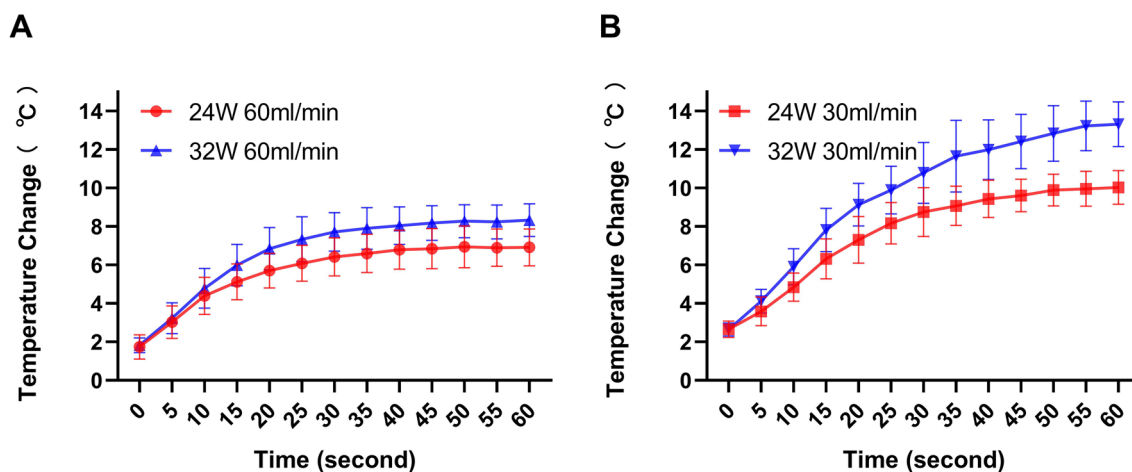 A
Temperature Change（ ℃）
14
12
10
8
6
4
2
0
24W 60ml/min
32W 60ml/min
0 5 10 15 20 25 30 35 40 45 50 55 60
Time (second)
B
Temperature Change（ ℃）
14
12
10
8
6
4
2
0
24W 30ml/min
32W 30ml/min
0 5 10 15 20 25 30 35 40 45 50 55 60
Time (second)